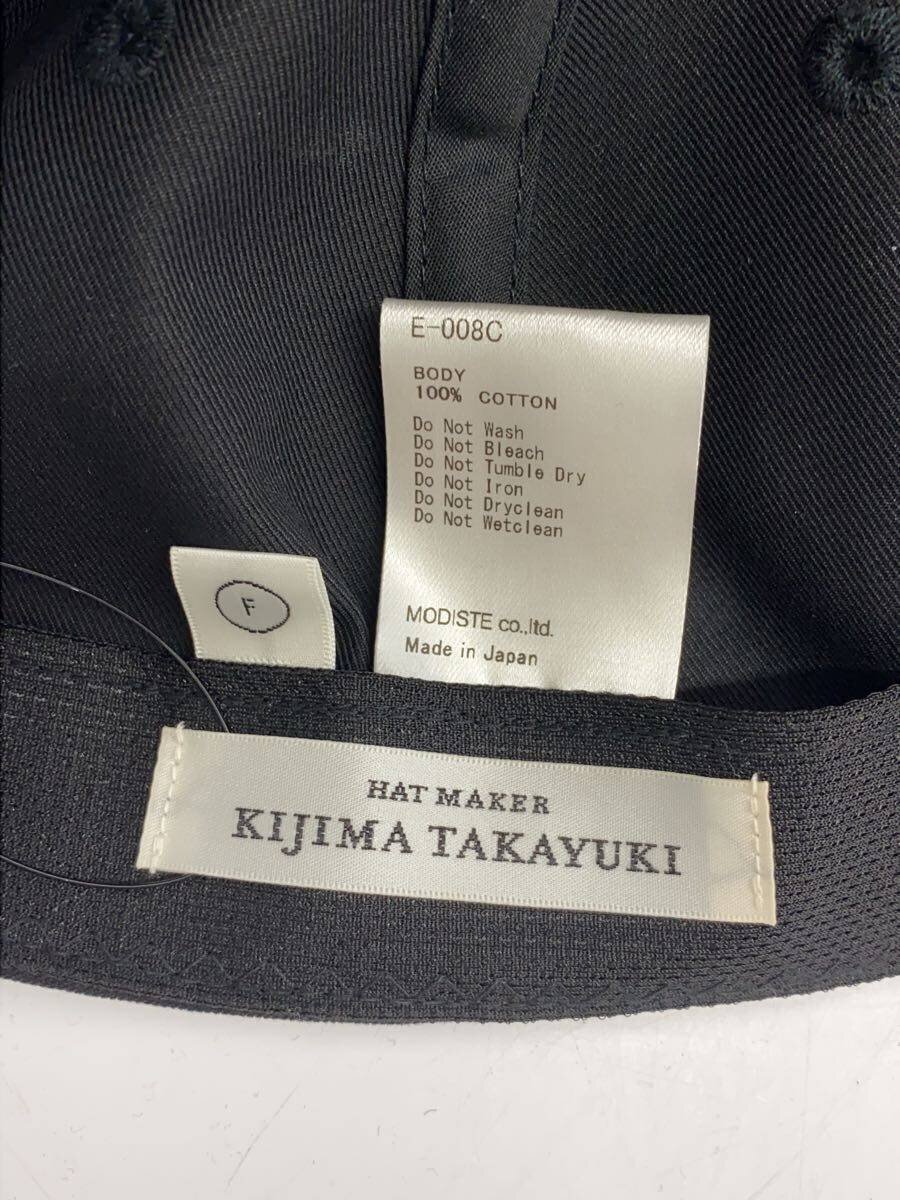 E-008C
BODY
100% COTTON
Do Not Wash
Do Not Bleach
Do Not Tumble Dry
Do Not Iron
Do Not Dryclean
Do Not Wetclean
MODISTE co.,ltd.
Made in Japan
F
HAT MAKER
KIJIMA TAKAYUKI